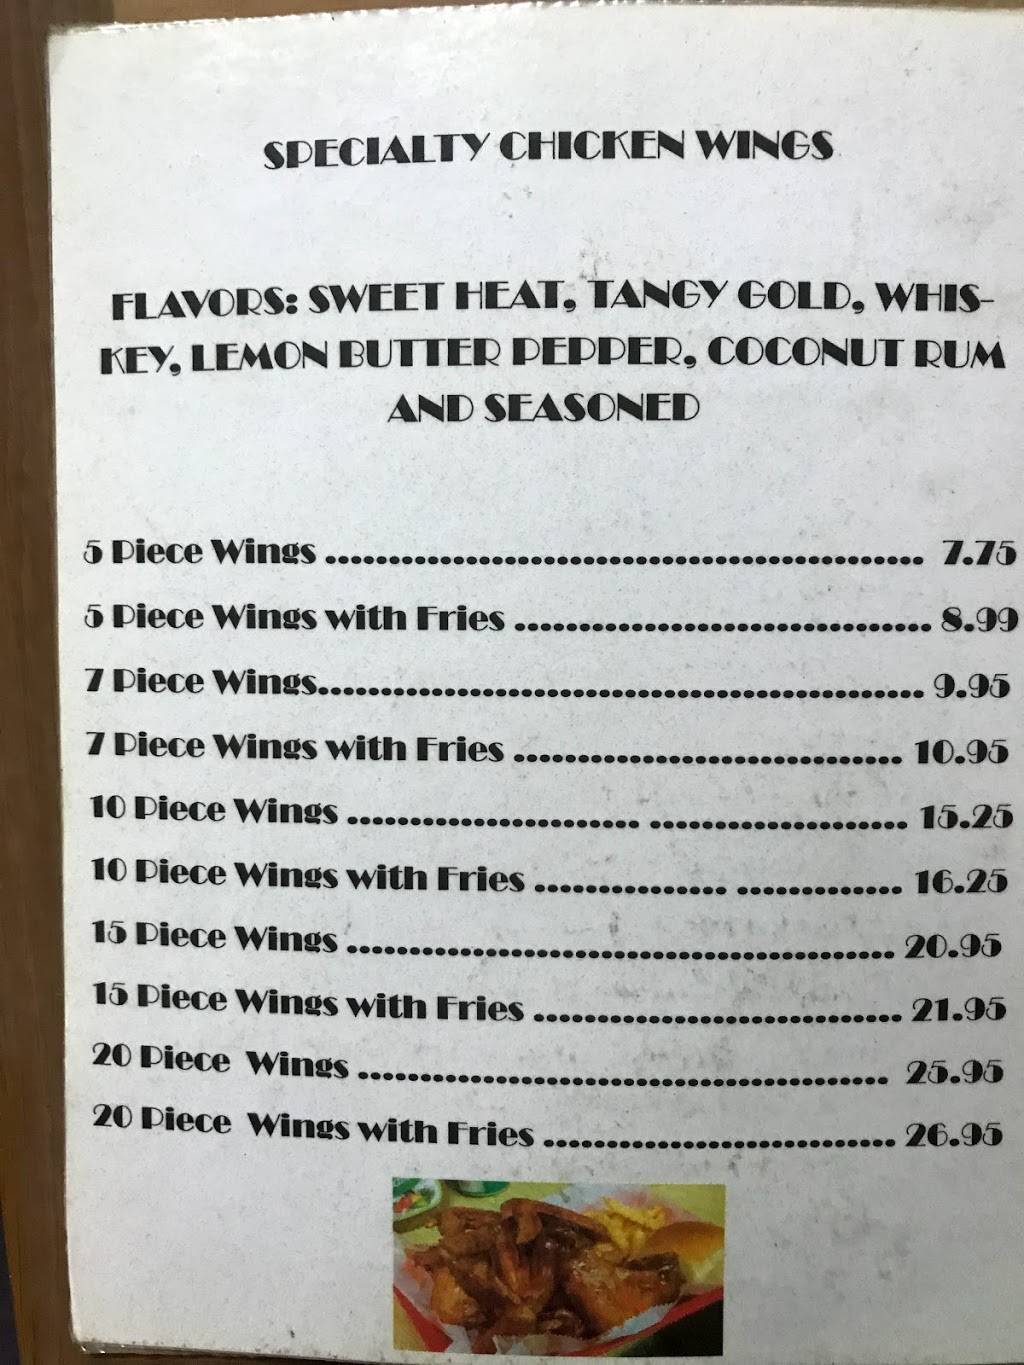 SPECIALTY CHICKEN WINGS
FLAVORS: SWEET HEAT, TANGY GOLD, WHIS-
KEY, LEMON BUTTER PEPPER, COCONUT RUM
AND SEASONED
5 Piece Wings ................................................ 7.75
5 Piece Wings with Fries ................................. 8.99
7 Piece Wings................................................ 9.95
7 Piece Wings with Fries ............................... 10.95
10 Piece Wings ....................... ..................... 15.25
10 Piece Wings with Fries ............... ............. 16.25
15 Piece Wings ............................................ 20.95
15 Piece Wings with Fries .............................. 21.95
20 Piece  Wings .......................................... 25.95
20 Piece  Wings with Fries ............................ 26.95